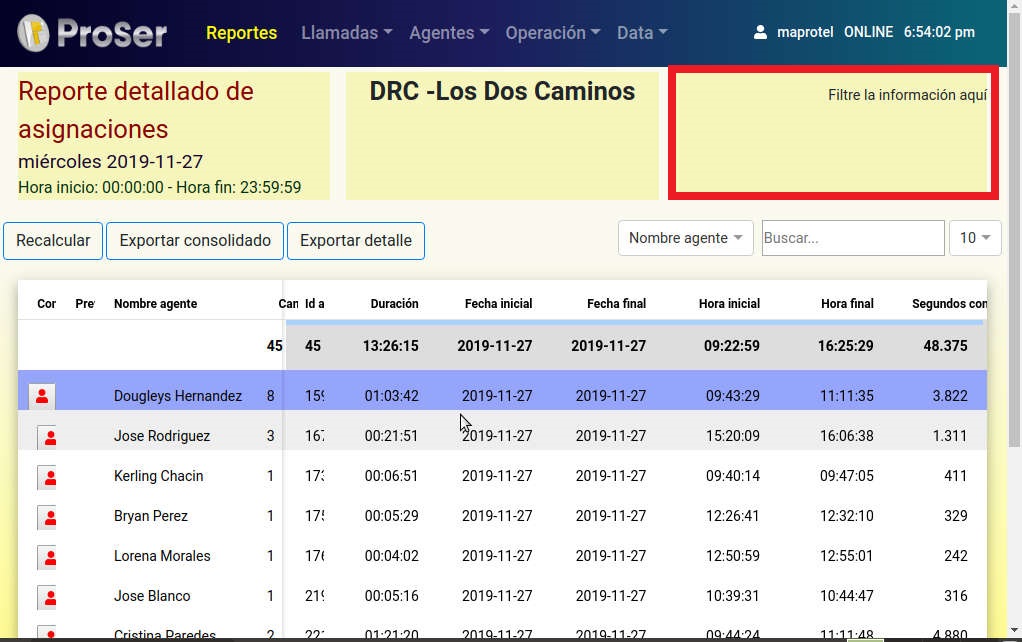 ProSer Reportes Llamadas Agentes Operación Data maprotel ONLINE 6:54:02 pm
Reporte detallado de
asignaciones
miércoles 2019-11-27
Hora inicio: 00:00:00 - Hora fin: 23:59:59
DRC -Los Dos Caminos
Filtre la información aquí
Recalcular Exportar consolidado Exportar detalle Nombre agente Buscar... 10
Cor Pre Nombre agente Can Id a Duración Fecha inicial Fecha final Hora inicial Hora final Segundos con
45 45 13:26:15 2019-11-27 2019-11-27 09:22:59 16:25:29 48.375
Dougleys Hernandez 8 159 01:03:42 2019-11-27 2019-11-27 09:43:29 11:11:35 3.822
Jose Rodriguez 3 167 00:21:51 2019-11-27 2019-11-27 15:20:09 16:06:38 1.311
Kerling Chacin 1 173 00:06:51 2019-11-27 2019-11-27 09:40:14 09:47:05 411
Bryan Perez 1 175 00:05:29 2019-11-27 2019-11-27 12:26:41 12:32:10 329
Lorena Morales 1 176 00:04:02 2019-11-27 2019-11-27 12:50:59 12:55:01 242
Jose Blanco 1 219 00:05:16 2019-11-27 2019-11-27 10:39:31 10:44:47 316
Cristina Paredes 2 222 01:21:20 2019-11-27 2019-11-27 09:44:24 11:11:48 4.880